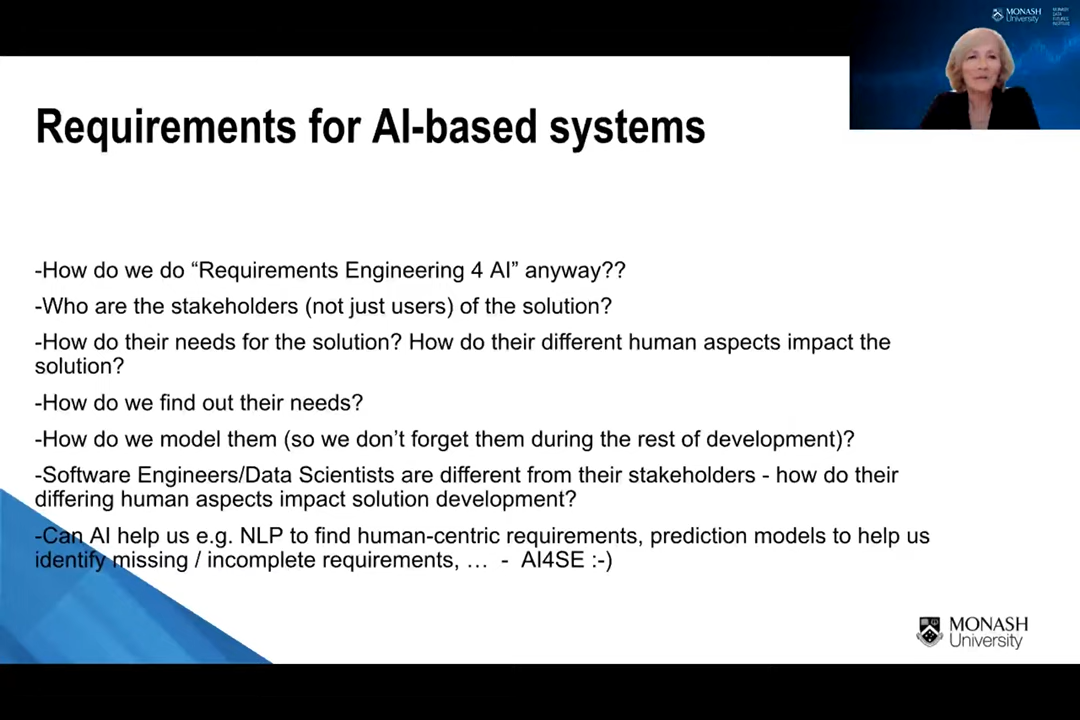 MONASH
University
MONASH
DATA
FUTURES
INSTITUTE
Requirements for AI-based systems
-How do we do “Requirements Engineering 4 AI” anyway??
-Who are the stakeholders (not just users) of the solution?
-How do their needs for the solution? How do their different human aspects impact the
solution?
-How do we find out their needs?
-How do we model them (so we don’t forget them during the rest of development)?
-Software Engineers/Data Scientists are different from their stakeholders - how do their
differing human aspects impact solution development?
-Can AI help us e.g. NLP to find human-centric requirements, prediction models to help us
identify missing / incomplete requirements, … - AI4SE :-)
MONASH
University